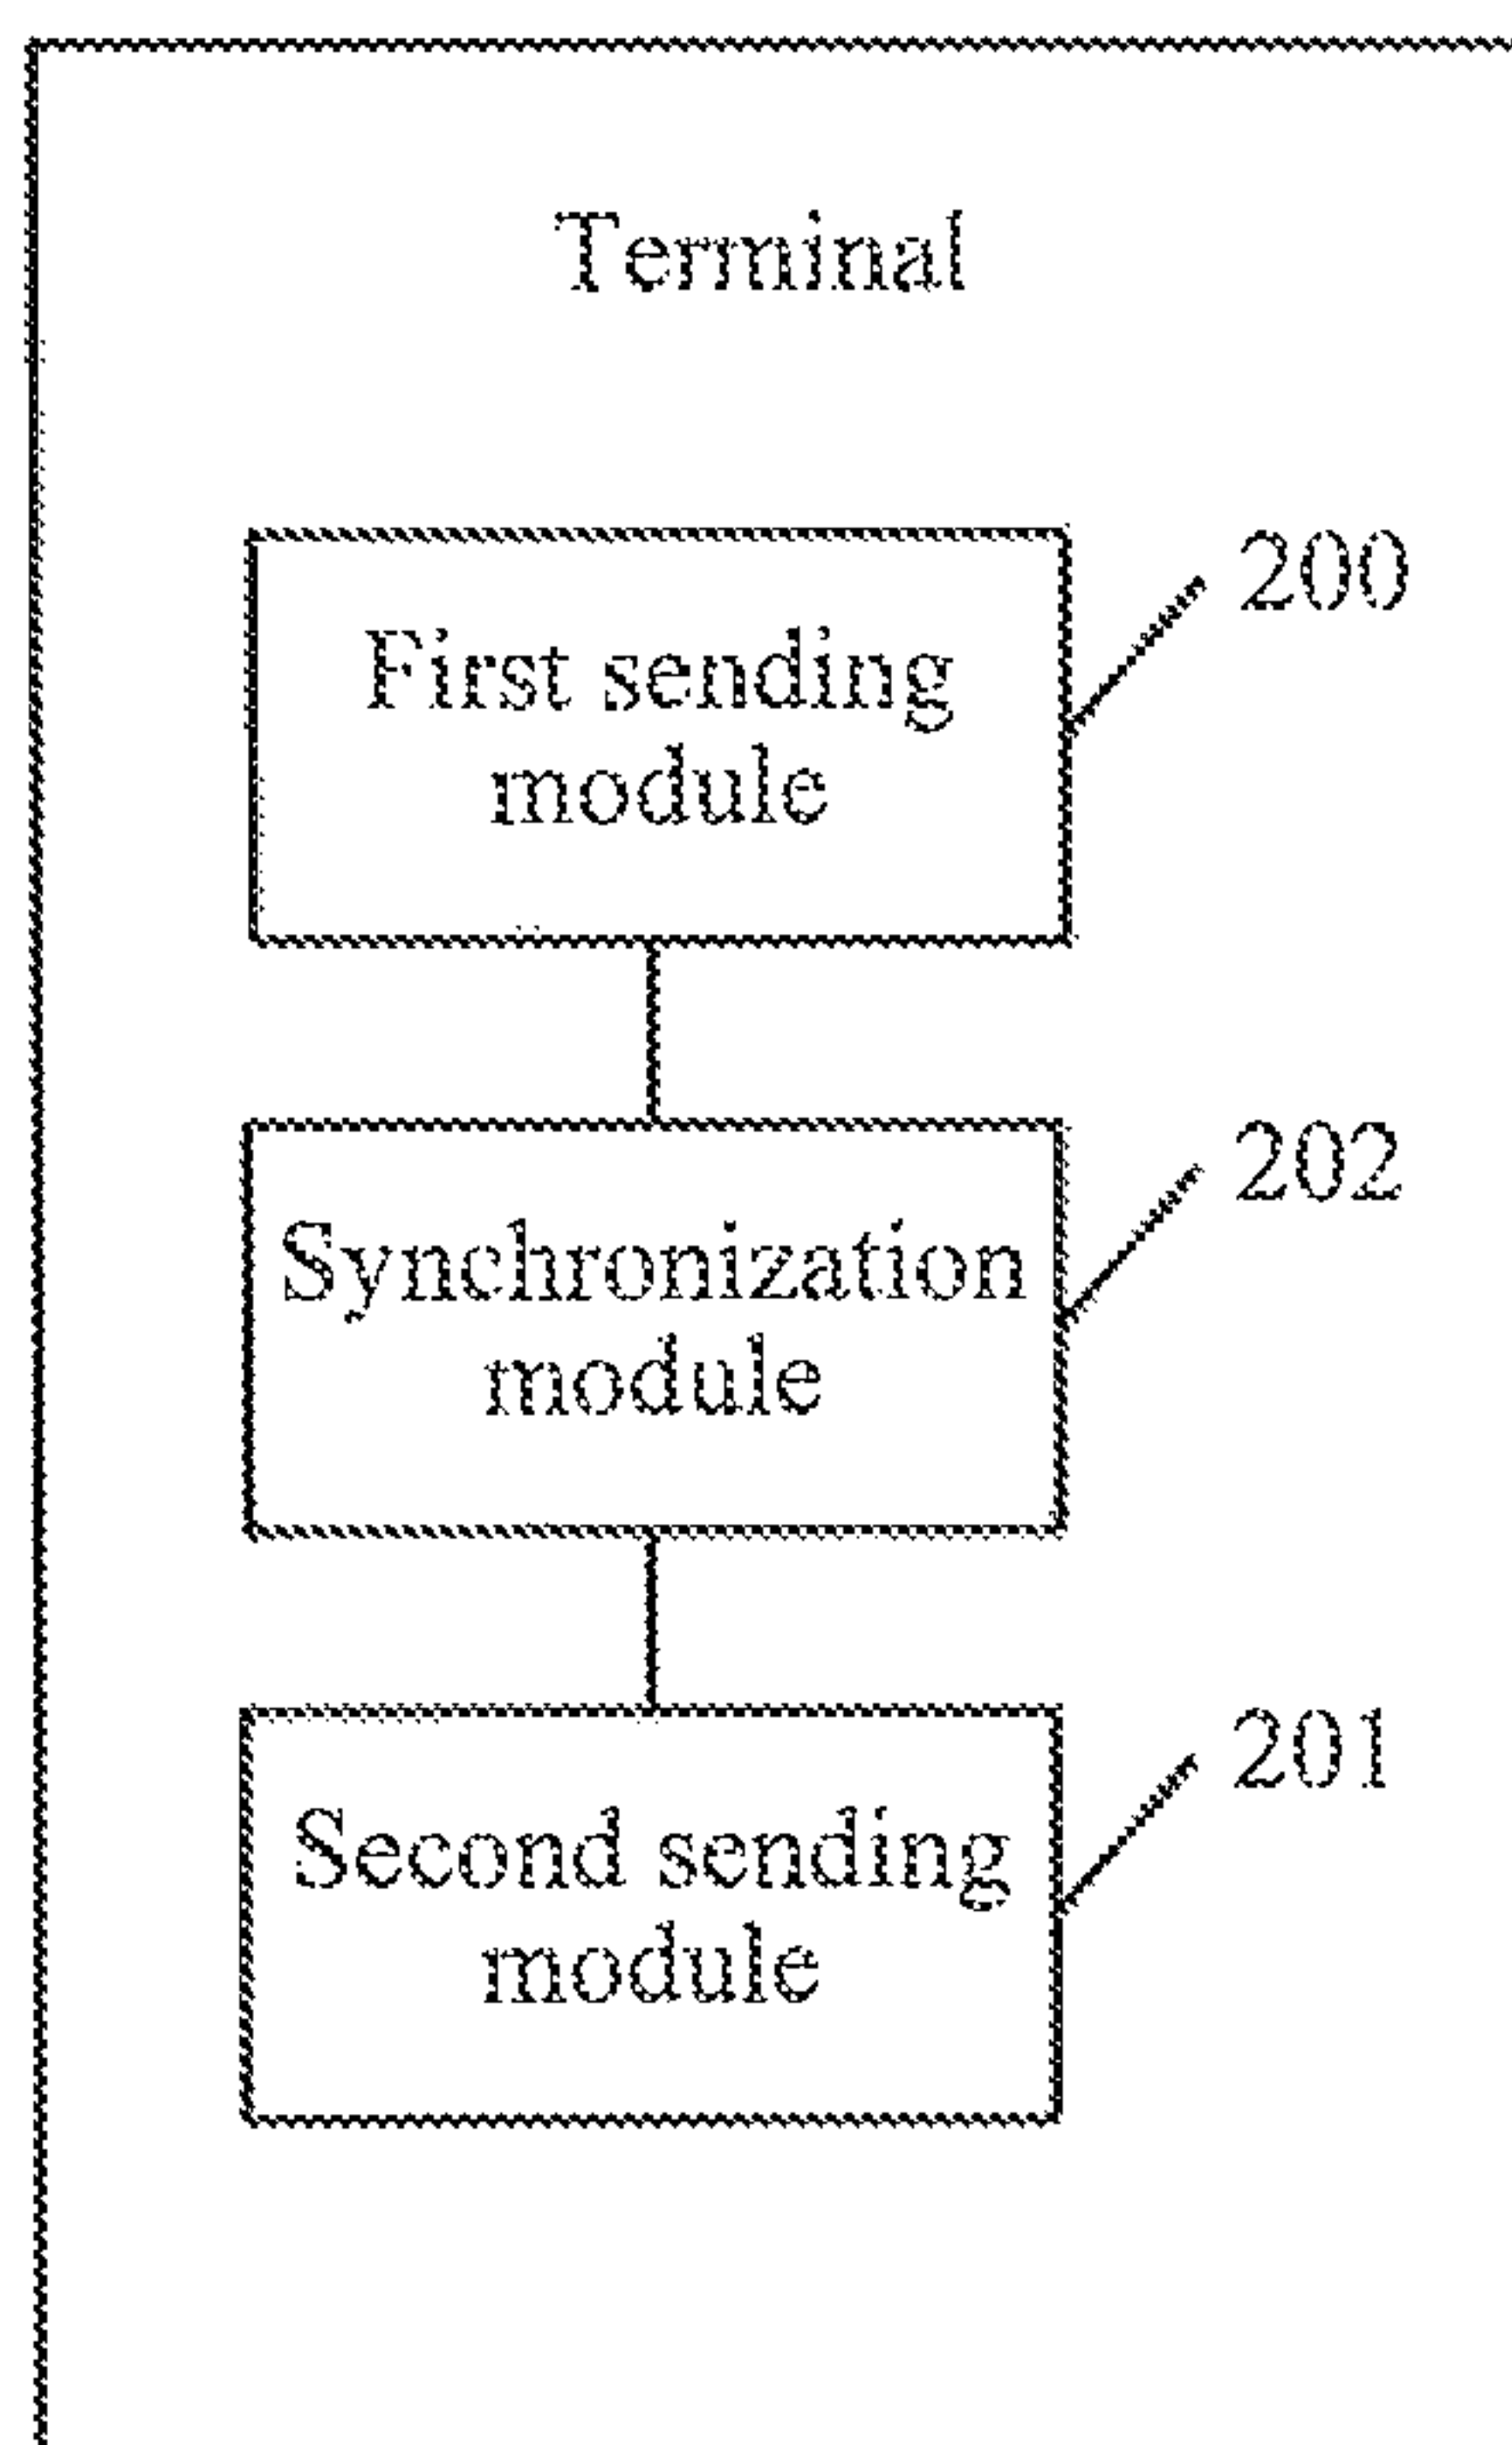 Terminal
200
First sending
module
202
Synchronization
module
201
Second sending
module